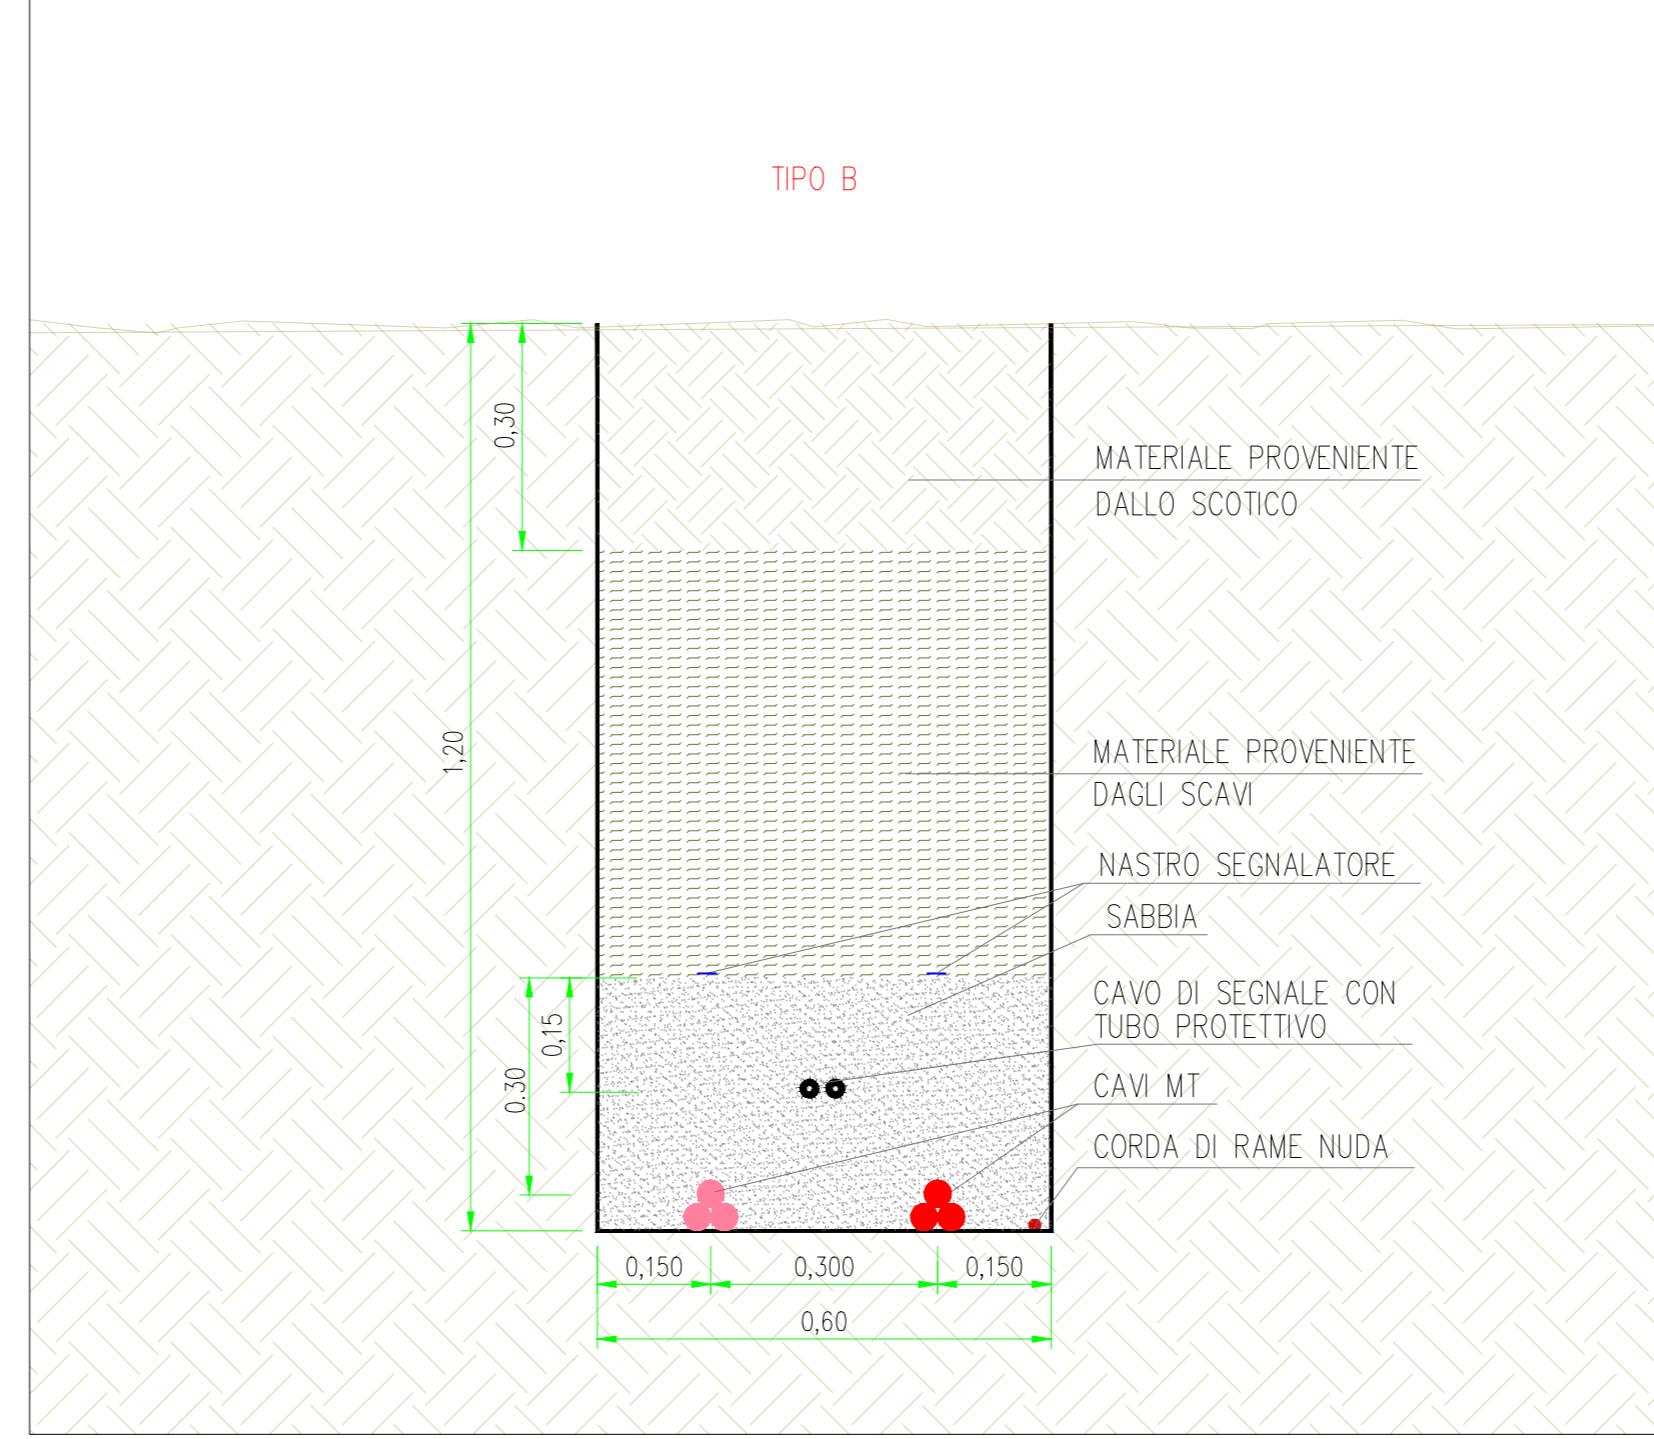 TIPO B
0,30
MATERIALE PROVENIENTE
DALLO SCOTICO
1,20
MATERIALE PROVENIENTE
DAGLI SCAVI
NASTRO SEGNALATORE
SABBIA
CAVO DI SEGNALE CON
TUBO PROTETTIVO
0,15
0.30
CAVI MT
CORDA DI RAME NUDA
0,150 0,300 0,150
0,60